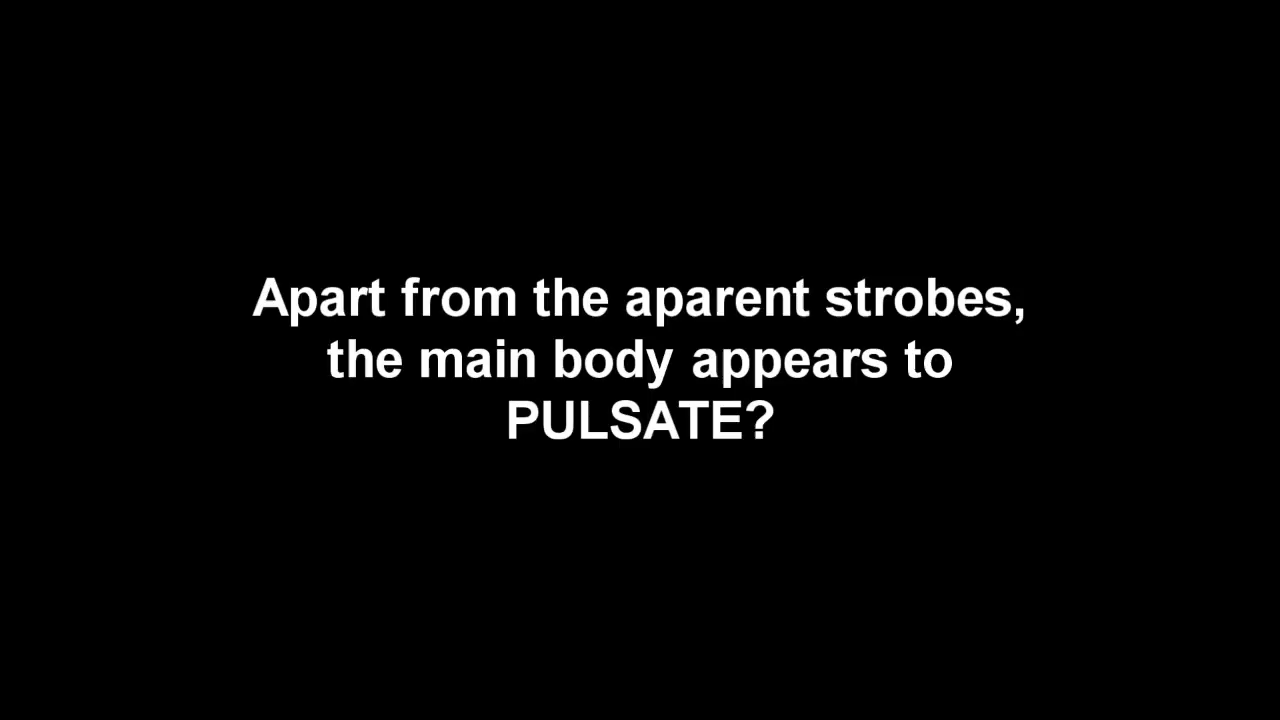 Apart from the aparent strobes,
the main body appears to
PULSATE?